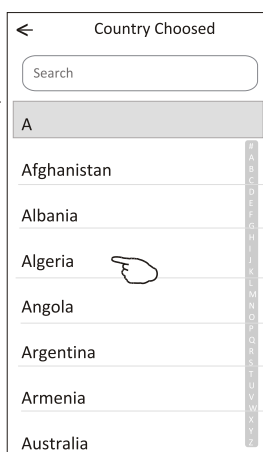 Country Choosed
Search
A
Afghanistan
Albania
Algeria
Angola
Argentina
Armenia
Australia
#
A
B
C
D
E
F
G
H
I
J
K
L
M
N
O
P
Q
R
S
T
U
V
W
X
Y
Z